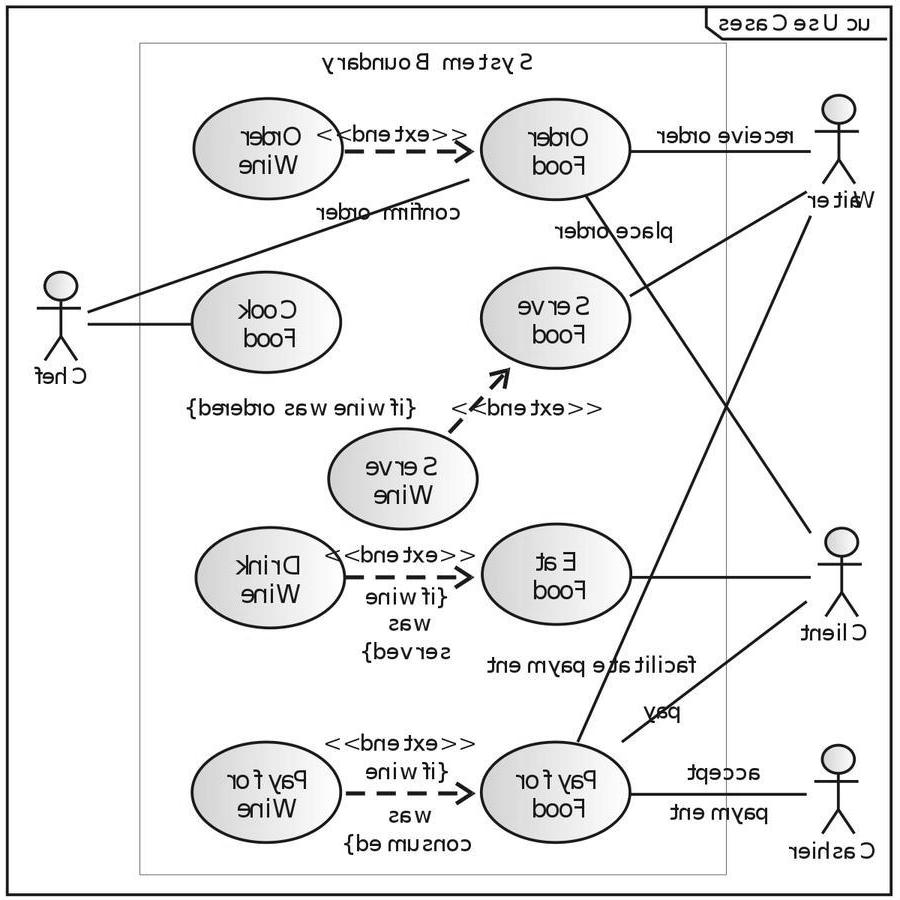 uc Use Cases
System Boundary
Order
Wine
<<extend>>
Order
Food
receive order
Waiter
confirm order
place order
Chef
Cook
Food
Serve
Food
{if wine was ordered}
<<extend>>
Serve
Wine
Drink
Wine
<<extend>>
{if wine
was
served}
Eat
Food
Client
facilitate payment
pay
Pay for
Wine
<<extend>>
{if wine
was
consumed}
Pay for
Food
accept
payment
Cashier